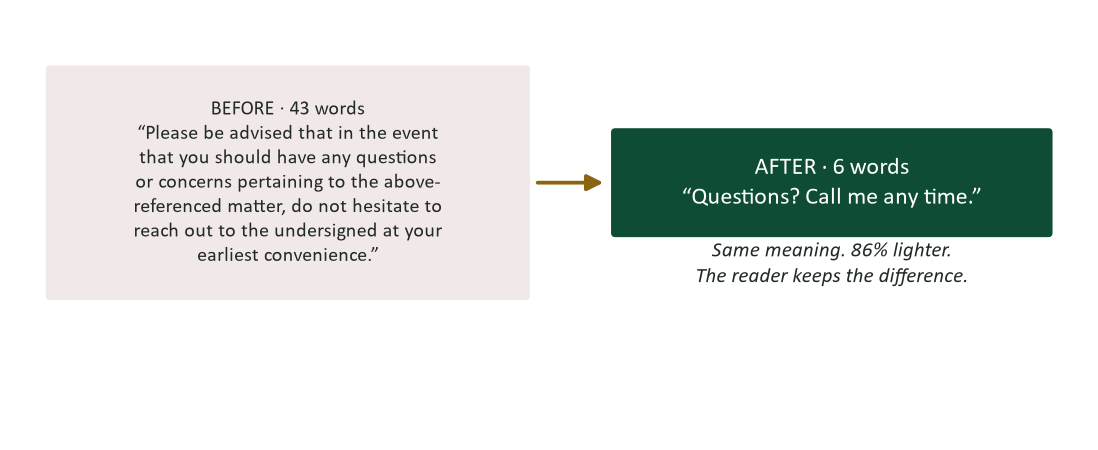 BEFORE · 43 words
“Please be advised that in the event
that you should have any questions
or concerns pertaining to the above-
referenced matter, do not hesitate to
reach out to the undersigned at your
earliest convenience.”
AFTER · 6 words
“Questions? Call me any time.”
Same meaning. 86% lighter.
The reader keeps the difference.